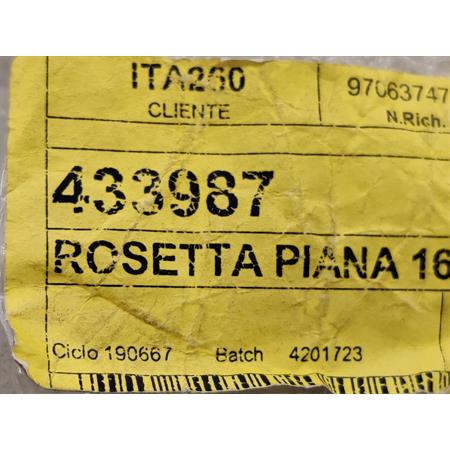 ITA260 97063747
CLIENTE N.Rich.
433987
ROSETTA PIANA 16
Ciclo 190667 Batch 4201723